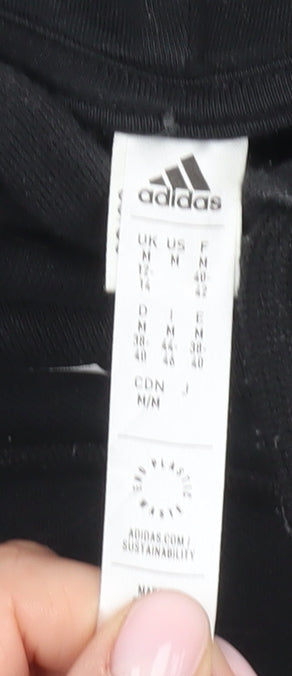 adidas
UK US F
M M M
12- 40-
14 42
D I E
M M M
38- 44- 38-
40 46 40
CDN J
M/M
END PLASTIC WASTE
ADIDAS.COM/
SUSTAINABILITY